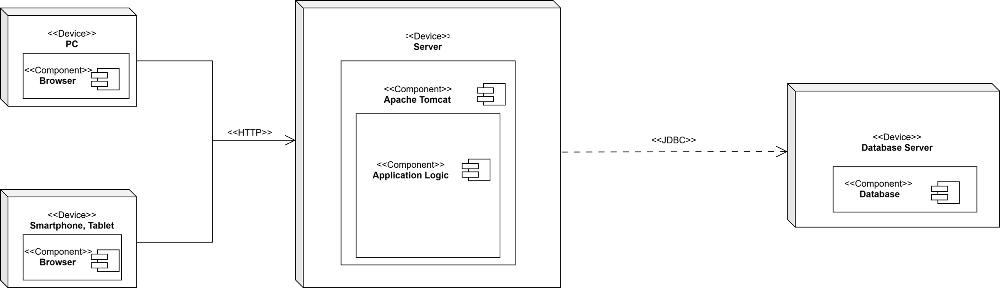 <<Device>>
PC
<<Component>>
Browser
<<Device>>
Smartphone, Tablet
<<Component>>
Browser
<<HTTP>>
<<Device>>
Server
<<Component>>
Apache Tomcat
<<Component>>
Application Logic
<<JDBC>>
<<Device>>
Database Server
<<Component>>
Database